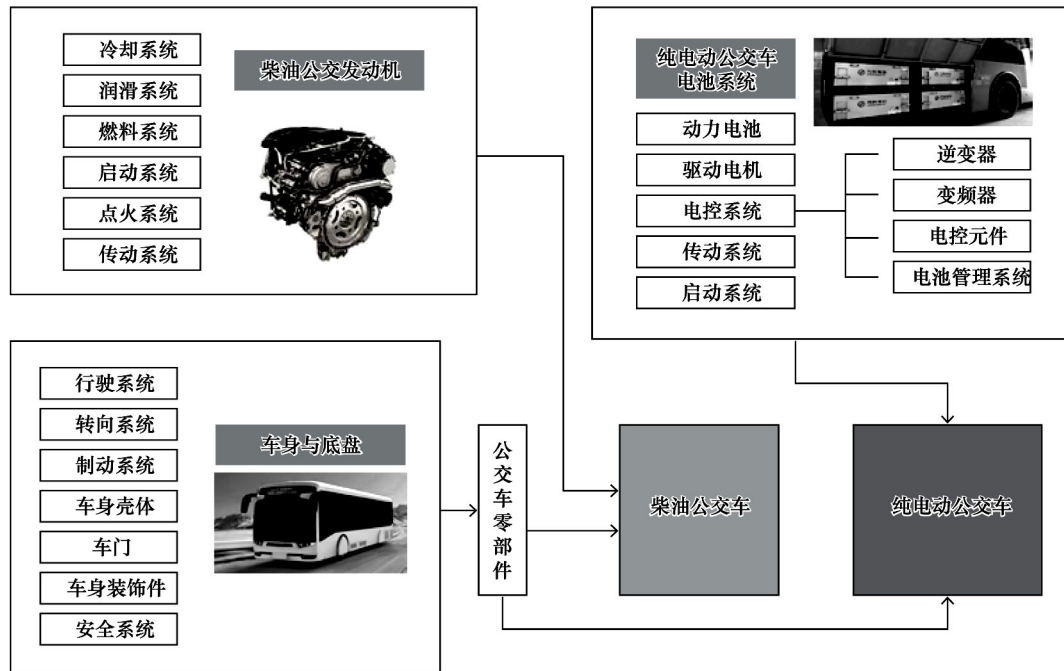 柴油公交发动机
冷却系统
润滑系统
燃料系统
启动系统
点火系统
传动系统
纯电动公交车
电池系统
动力电池
驱动电机
电控系统
传动系统
启动系统
逆变器
变频器
电控元件
电池管理系统
车身与底盘
行驶系统
转向系统
制动系统
车身壳体
车门
车身装饰件
安全系统
公交车零部件
柴油公交车
纯电动公交车